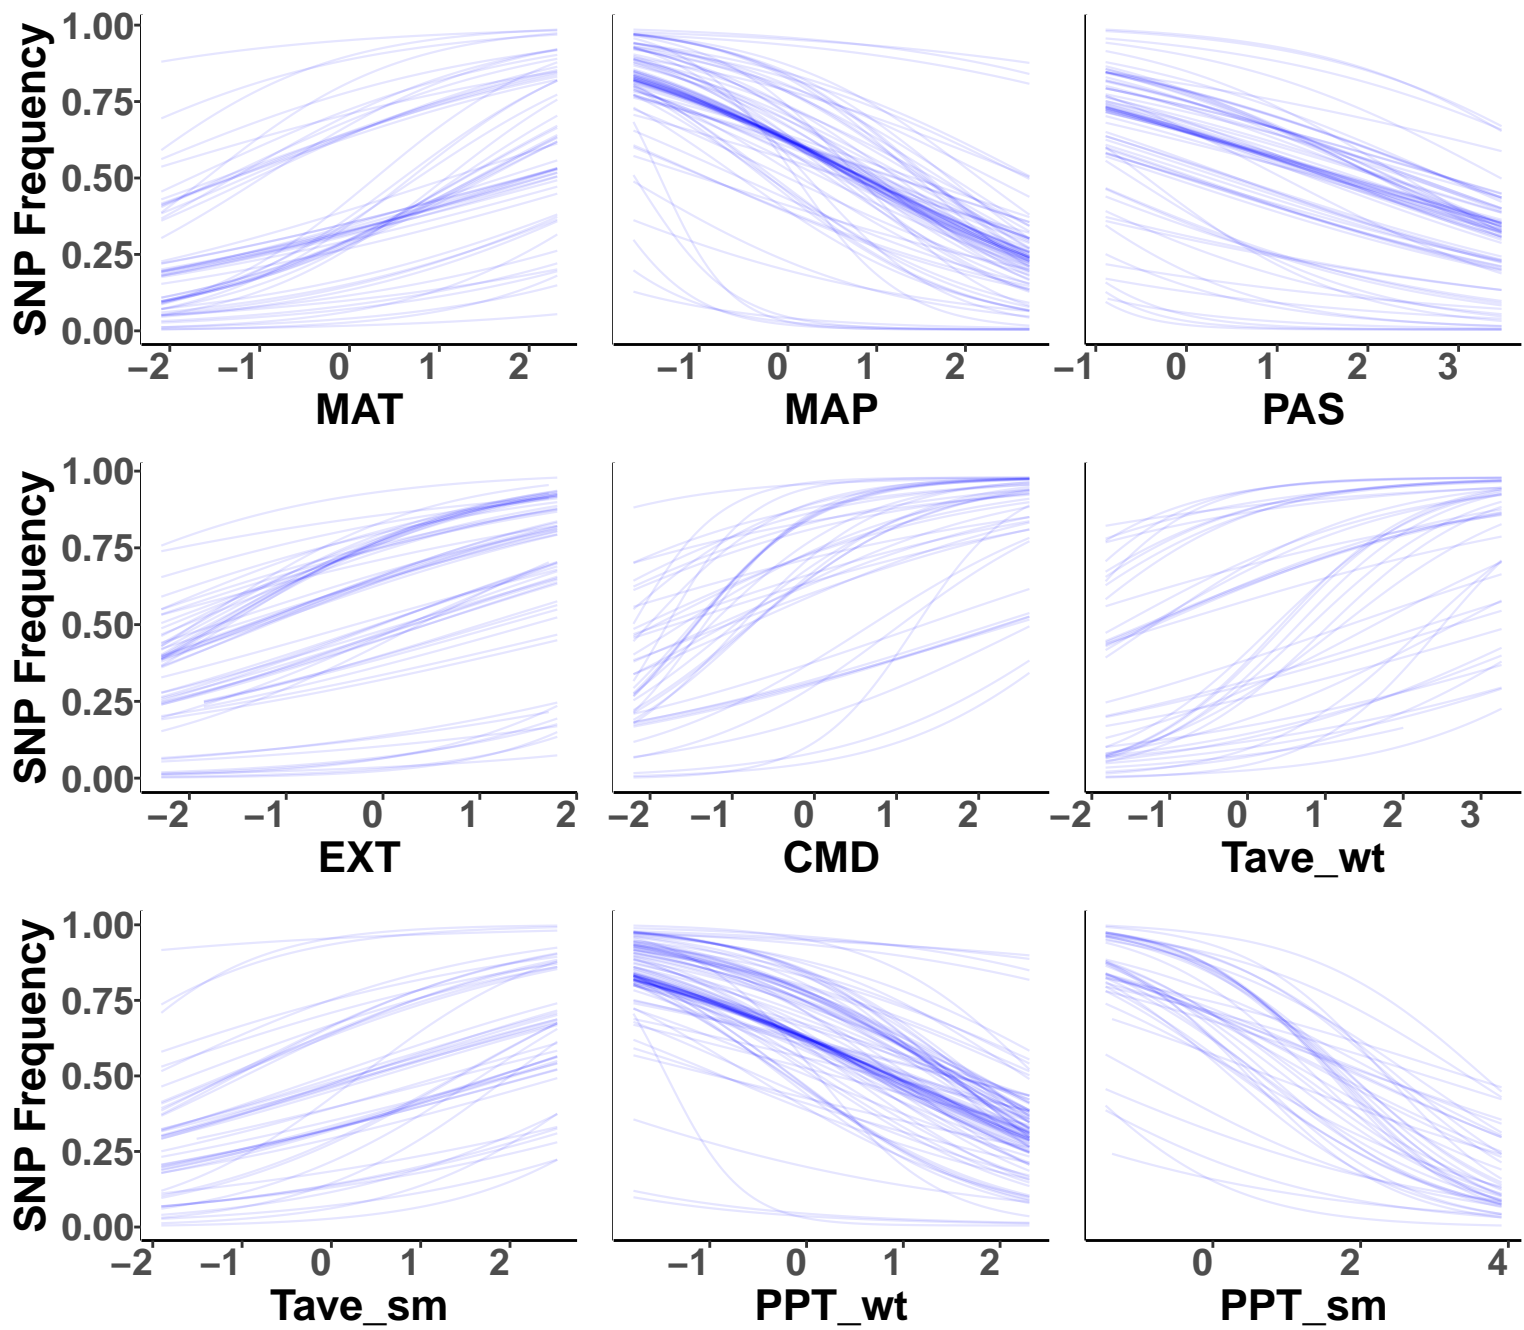 SNP Frequency
1.00
0.75
0.50
0.25
0.00
−2 −1 0 1 2
MAT
−1 0 1 2
MAP
−1 0 1 2 3
PAS
SNP Frequency
1.00
0.75
0.50
0.25
0.00
−2 −1 0 1 2
EXT
−2 −1 0 1 2
CMD
−2 −1 0 1 2 3
Tave_wt
SNP Frequency
1.00
0.75
0.50
0.25
0.00
−2 −1 0 1 2
Tave_sm
−1 0 1 2
PPT_wt
0 2 4
PPT_sm